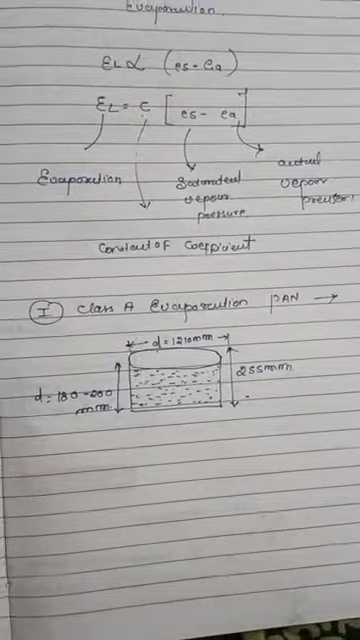 Evaporation.
EL ∝ (es - ea)
EL = C [es - ea]
Evaporation
Saturated vapour pressure
actual vapour pressure
Constant of coefficient
I Class A Evaporation PAN →
d = 1210mm
255mm.
d = 180-200 mm.